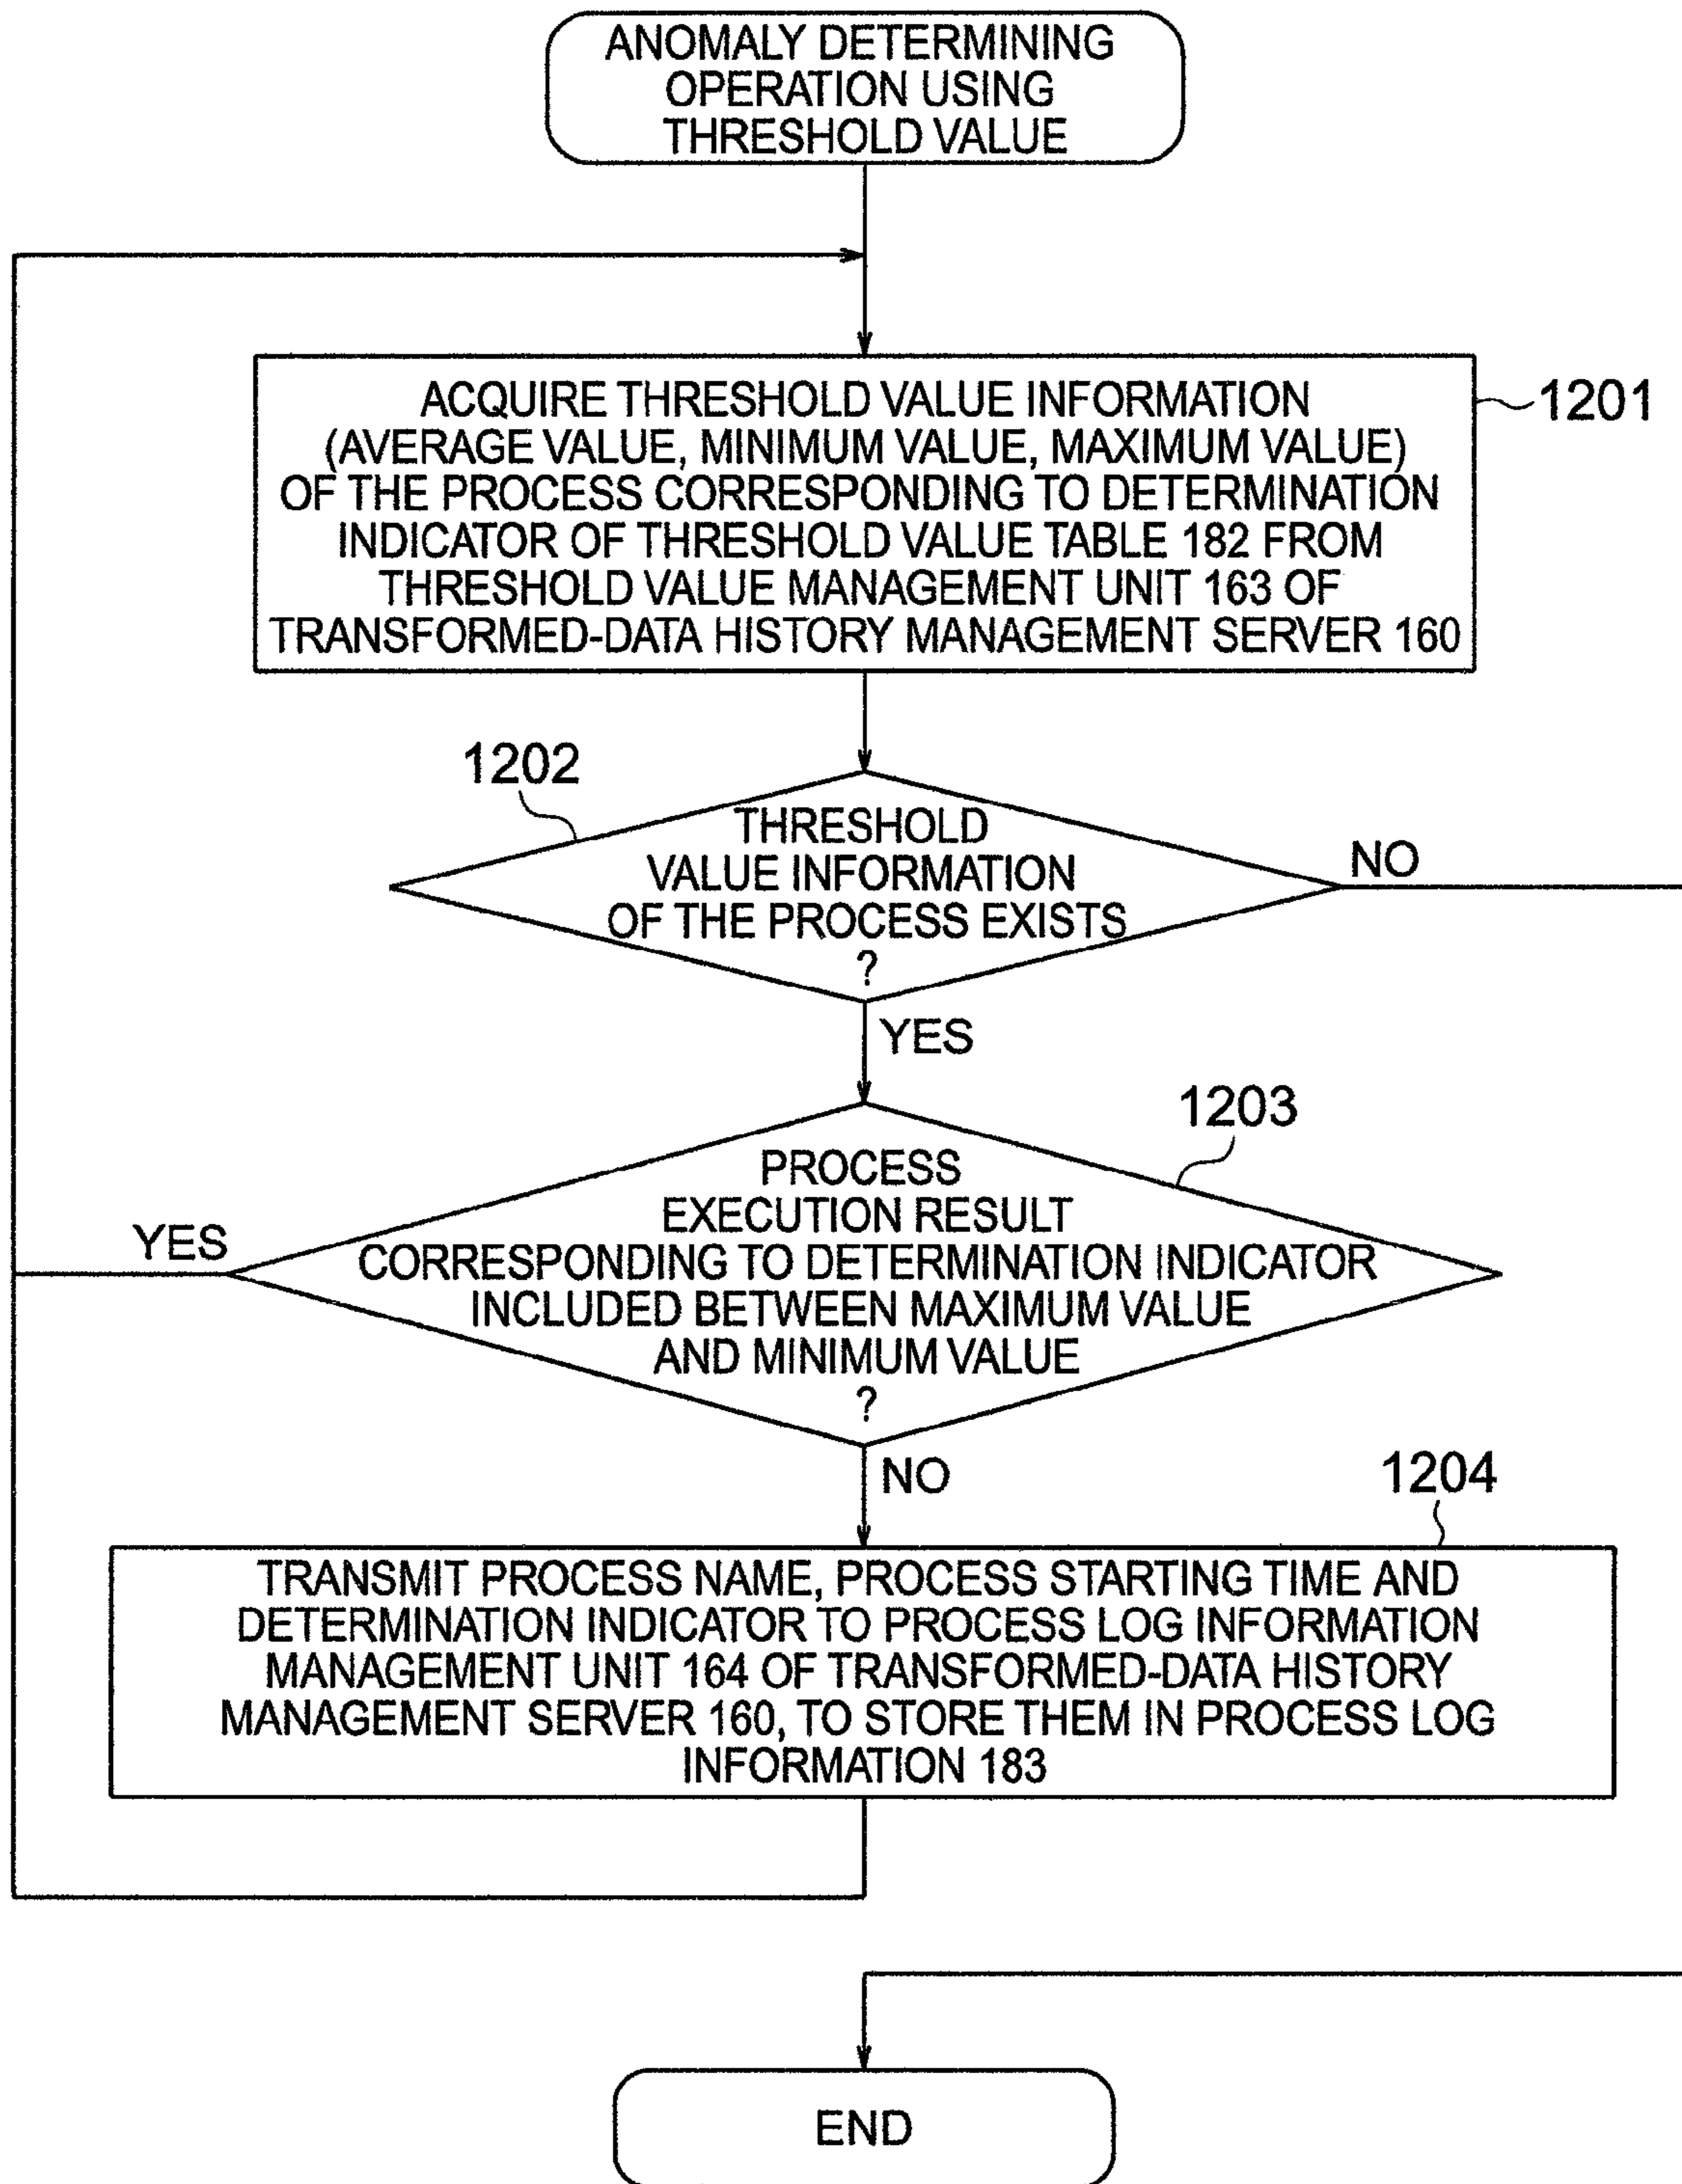 ANOMALY DETERMINING
OPERATION USING
THRESHOLD VALUE
ACQUIRE THRESHOLD VALUE INFORMATION
(AVERAGE VALUE, MINIMUM VALUE, MAXIMUM VALUE)
OF THE PROCESS CORRESPONDING TO DETERMINATION
INDICATOR OF THRESHOLD VALUE TABLE 182 FROM
THRESHOLD VALUE MANAGEMENT UNIT 163 OF
TRANSFORMED-DATA HISTORY MANAGEMENT SERVER 160
1201
1202
THRESHOLD
VALUE INFORMATION
OF THE PROCESS EXISTS
?
NO
YES
1203
PROCESS
EXECUTION RESULT
CORRESPONDING TO DETERMINATION INDICATOR
INCLUDED BETWEEN MAXIMUM VALUE
AND MINIMUM VALUE
?
YES
NO
1204
TRANSMIT PROCESS NAME, PROCESS STARTING TIME AND
DETERMINATION INDICATOR TO PROCESS LOG INFORMATION
MANAGEMENT UNIT 164 OF TRANSFORMED-DATA HISTORY
MANAGEMENT SERVER 160, TO STORE THEM IN PROCESS LOG
INFORMATION 183
END